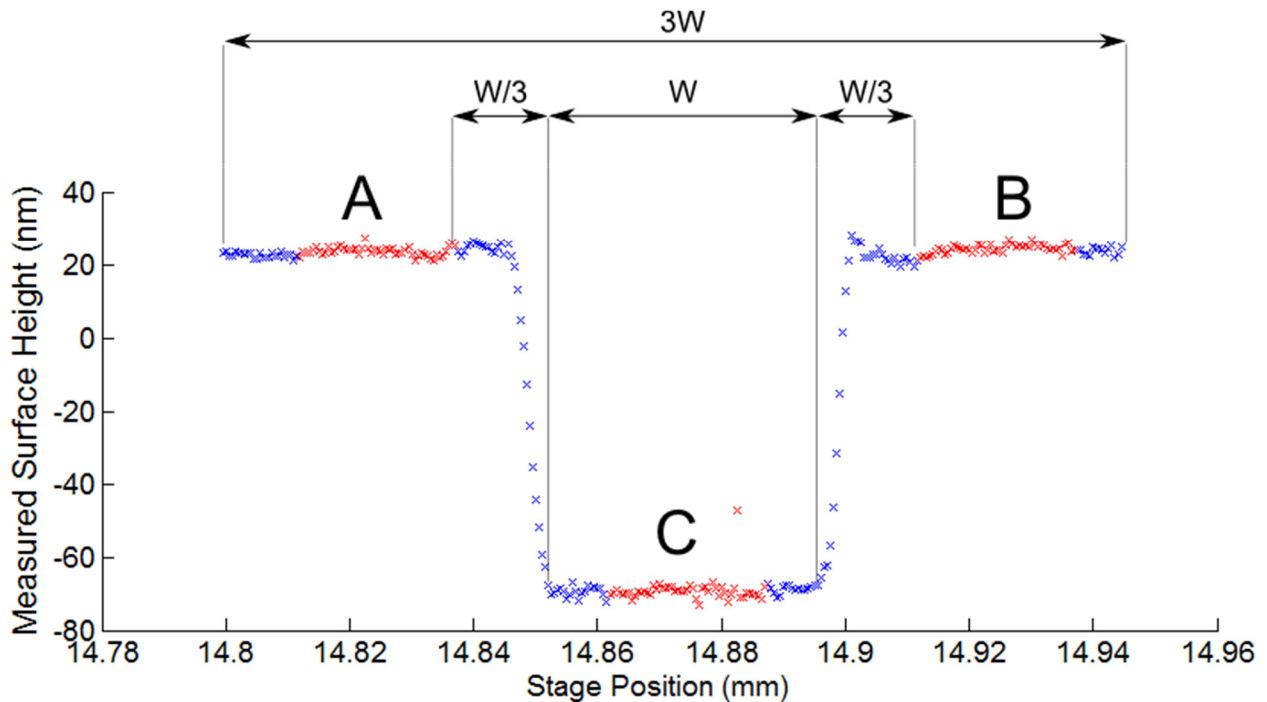 3W
W/3 W W/3
A B
C
Measured Surface Height (nm)
40
20
0
-20
-40
-60
-80
14.78 14.8 14.82 14.84 14.86 14.88 14.9 14.92 14.94 14.96
Stage Position (mm)